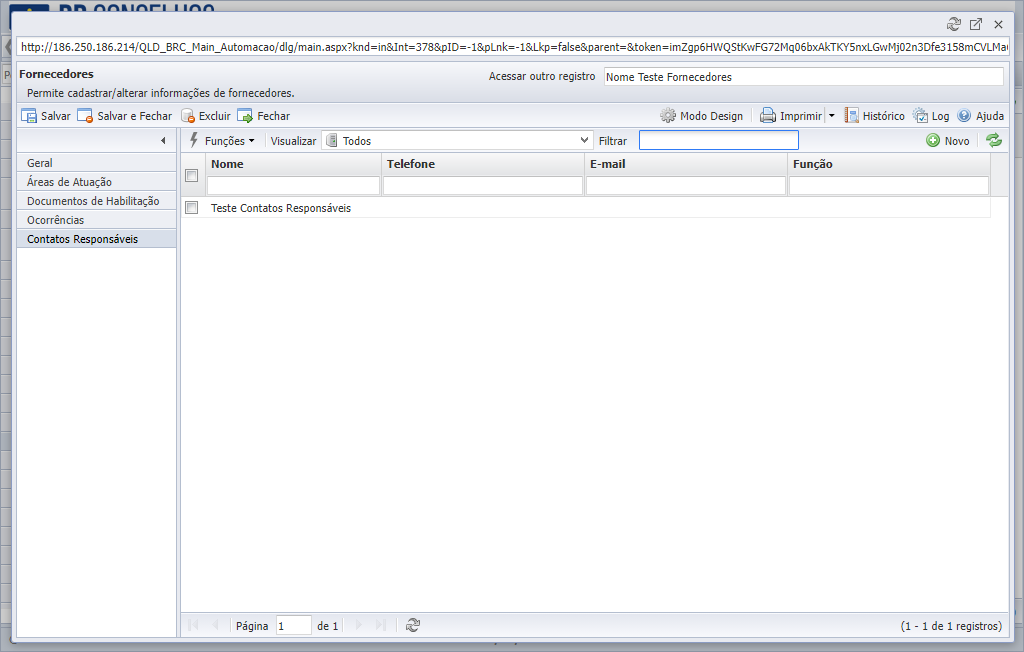 http://186.250.186.214/QLD_BRC_Main_Automacao/dlg/main.aspx?knd=in&Int=378&pID=-1&pLnk=-1&Lkp=false&parent=&token=imZgp6HWQStKwFG72Mq06bxAkTKY5nxLGwMj02n3Dfe3158mCVLMa
Fornecedores
Acessar outro registro Nome Teste Fornecedores
Permite cadastrar/alterar informações de fornecedores.
Salvar Salvar e Fechar Excluir Fechar Modo Design Imprimir Histórico Log Ajuda
Funções Visualizar Todos Filtrar Novo
Geral
Áreas de Atuação
Documentos de Habilitação
Ocorrências
Contatos Responsáveis
Nome Telefone E-mail Função
Teste Contatos Responsáveis
Página 1 de 1 (1 - 1 de 1 registros)